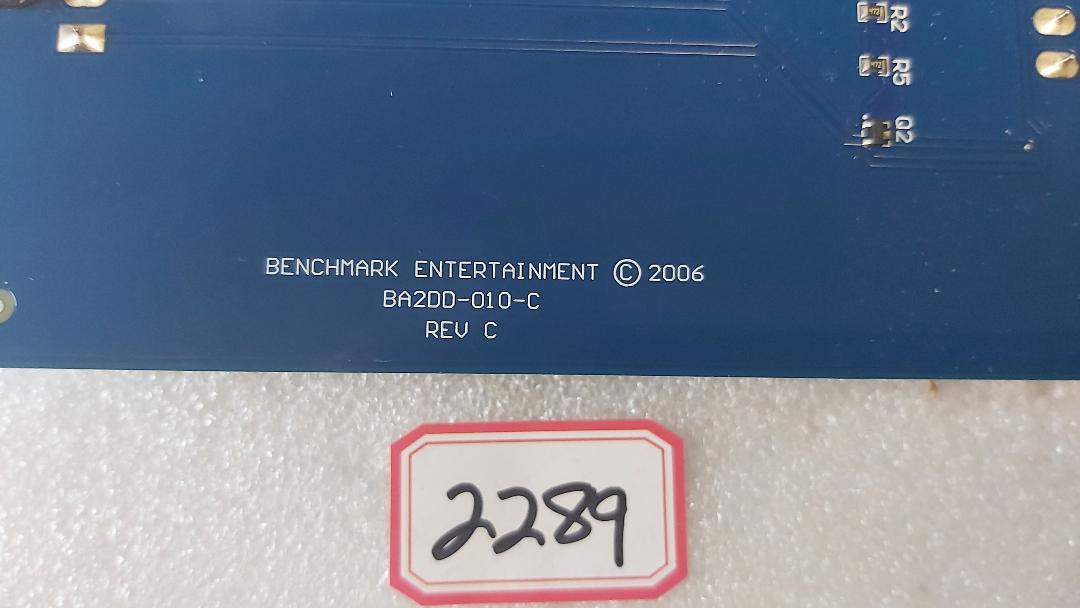 R2
R5
Q2
BENCHMARK ENTERTAINMENT © 2006
BA2DD-010-C
REV C
2289